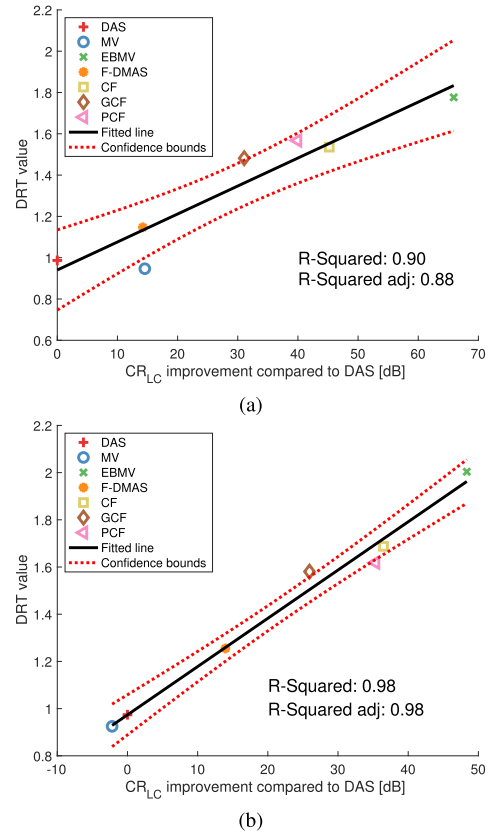 (a)
2.2
2
1.8
1.6
1.4
1.2
1
0.8
0.6
DRT value
DAS
MV
EBMV
F-DMAS
CF
GCF
PCF
Fitted line
Confidence bounds
R-Squared: 0.90
R-Squared adj: 0.88
0 10 20 30 40 50 60 70
CR_LC improvement compared to DAS [dB]
(a)
2.2
2
1.8
1.6
1.4
1.2
1
0.8
DRT value
DAS
MV
EBMV
F-DMAS
CF
GCF
PCF
Fitted line
Confidence bounds
R-Squared: 0.98
R-Squared adj: 0.98
-10 0 10 20 30 40 50
CR_LC improvement compared to DAS [dB]
(b)